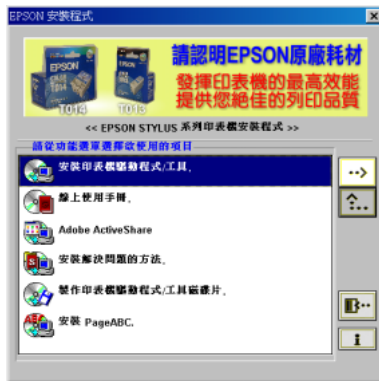 EPSON 安裝程式
請認明EPSON原廠耗材
發揮印表機的最高效能
提供您絕佳的列印品質
EPSON
EPSON
T014
T013
<< EPSON STYLUS 系列印表機安裝程式 >>
請從功能選單選擇欲使用的項目
安裝印表機驅動程式/工具.
線上使用手冊.
Adobe ActiveShare
安裝解決問題的方法.
製作印表機驅動程式/工具磁碟片.
安裝 PageABC.